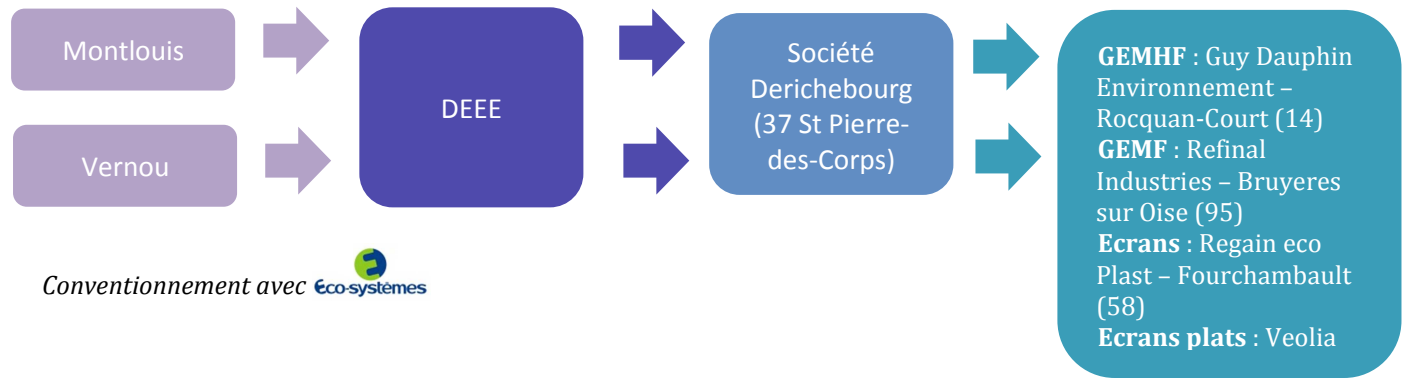 Montlouis
Vernou
DEEE
Société
Derichebourg
(37 St Pierre-
des-Corps)
GEMHF : Guy Dauphin
Environnement –
Rocquan-Court (14)
GEMF : Refinal
Industries – Bruyeres
sur Oise (95)
Ecrans : Regain eco
Plast – Fourchambault
(58)
Ecrans plats : Veolia
Conventionnement avec éco-systèmes